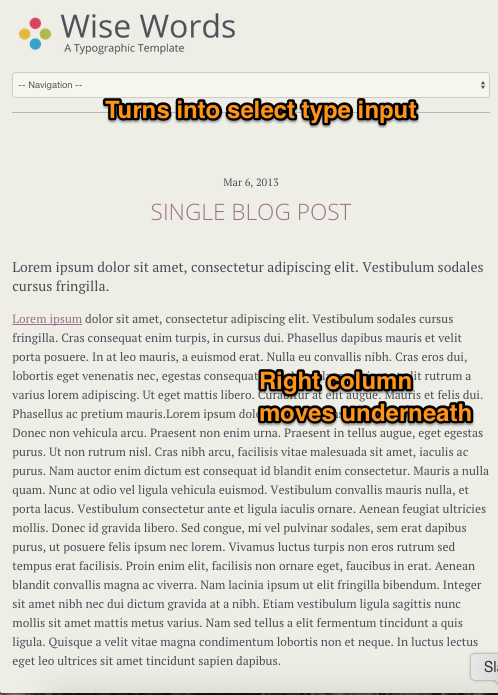 Wise Words
A Typographic Template
-- Navigation --
Turns into select type input
Mar 6, 2013
SINGLE BLOG POST
Lorem ipsum dolor sit amet, consectetur adipiscing elit. Vestibulum sodales
cursus fringilla.
Lorem ipsum dolor sit amet, consectetur adipiscing elit. Vestibulum sodales cursus
fringilla. Cras consequat enim turpis, in cursus dui. Phasellus dapibus mauris et velit
porta posuere. In at leo mauris, a euismod erat. Nulla eu convallis nibh. Cras eros dui,
lobortis eget venenatis nec, egestas consequat elit rutrum a
varius lorem adipiscing. Ut eget mattis libero. Curabitur at elit augue. Mauris et felis dui.
Right column
moves underneath
Phasellus ac pretium mauris.Lorem ipsum
Donec non vehicula arcu. Praesent non enim urna. Praesent in tellus augue, eget egestas
purus. Ut non rutrum nisl. Cras nibh arcu, facilisis vitae malesuada sit amet, iaculis ac
purus. Nam auctor enim dictum est consequat id blandit enim consectetur. Mauris a nulla
quam. Nunc at odio vel ligula vehicula euismod. Vestibulum convallis mauris nulla, et
porta lacus. Vestibulum consectetur ante et ligula iaculis ornare. Aenean feugiat ultricies
mollis. Donec id gravida libero. Sed congue, mi vel pulvinar sodales, sem erat dapibus
purus, ut posuere felis ipsum nec lorem. Vivamus luctus turpis non eros rutrum sed
tempus erat facilisis. Proin enim elit, facilisis non ornare eget, faucibus in erat. Aenean
blandit convallis magna ac viverra. Nam lacinia ipsum ut elit fringilla bibendum. Integer
sit amet nibh nec dui dictum gravida at a nibh. Etiam vestibulum ligula sagittis nunc
mollis sit amet mattis metus varius. Nam sed tellus a elit fermentum tincidunt a quis
ligula. Quisque a velit vitae magna condimentum lobortis non et neque. In luctus lectus
eget leo ultrices sit amet tincidunt sapien dapibus.